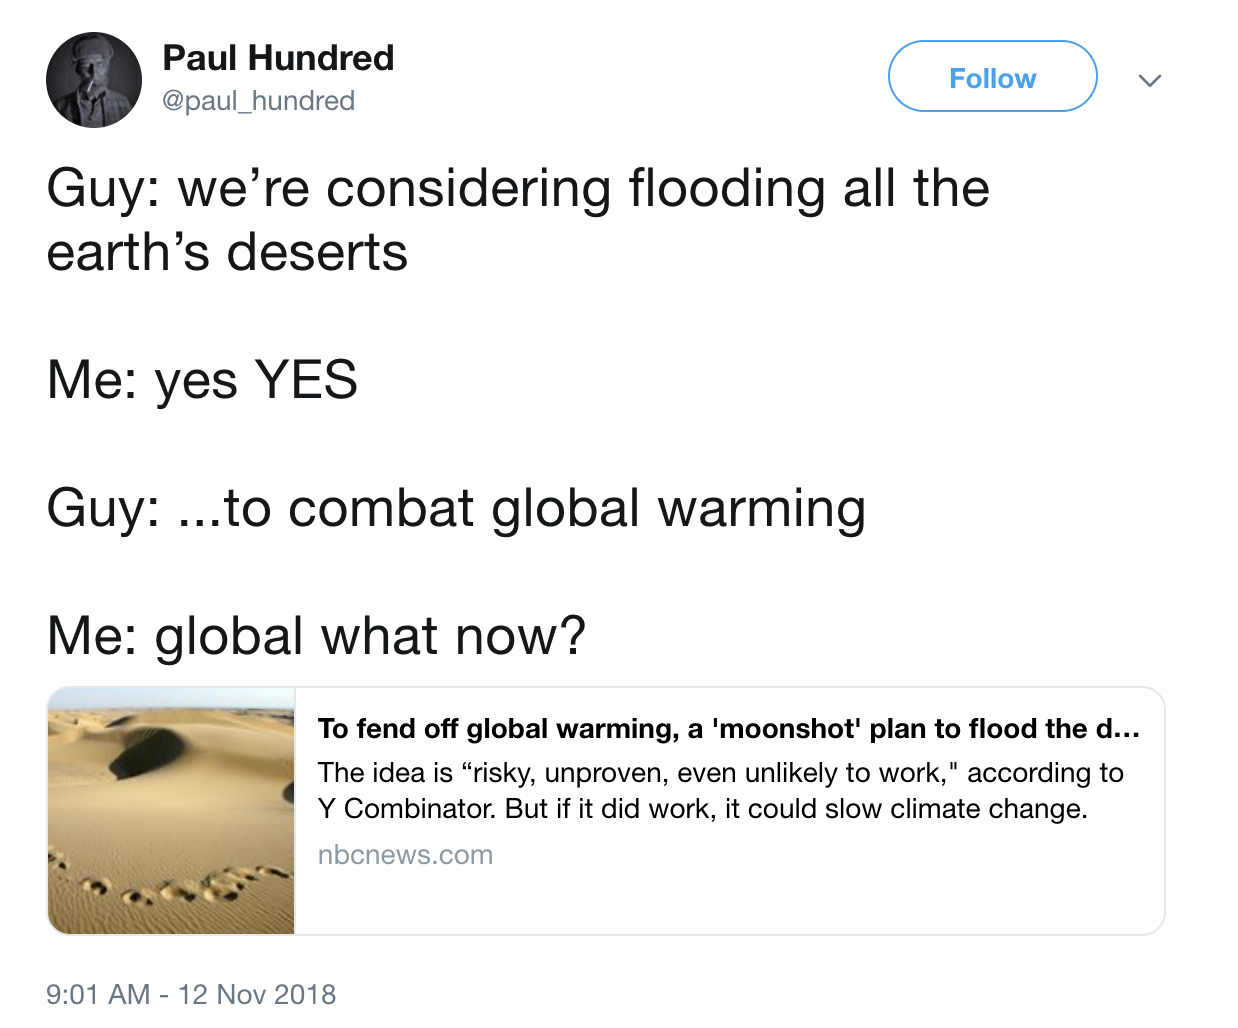 Paul Hundred
@paul_hundred
Follow
Guy: we’re considering flooding all the
earth’s deserts
Me: yes YES
Guy: ...to combat global warming
Me: global what now?
To fend off global warming, a 'moonshot' plan to flood the d...
The idea is “risky, unproven, even unlikely to work," according to
Y Combinator. But if it did work, it could slow climate change.
nbcnews.com
9:01 AM - 12 Nov 2018